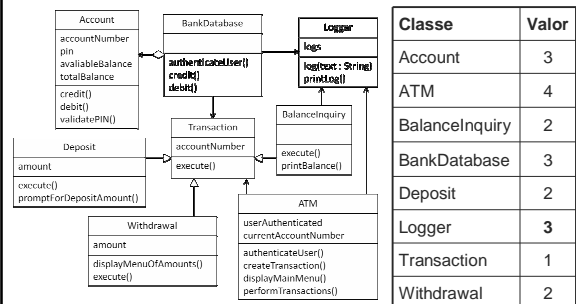 Account
accountNumber
pin
avaliableBalance
totalBalance
credit()
debit()
validatePIN()
BankDatabase
authenticateUser()
credit()
debit()
Logger
logs
log(text : String)
printLog()
Transaction
accountNumber
execute()
BalanceInquiry
execute()
printBalance()
Deposit
amount
execute()
promptForDepositAmount()
Withdrawal
amount
displayMenuOfAmounts()
execute()
ATM
userAuthenticated
currentAccountNumber
authenticateUser()
createTransaction()
displayMainMenu()
performTransactions()
Classe Valor
Account 3
ATM 4
BalanceInquiry 2
BankDatabase 3
Deposit 2
Logger 3
Transaction 1
Withdrawal 2